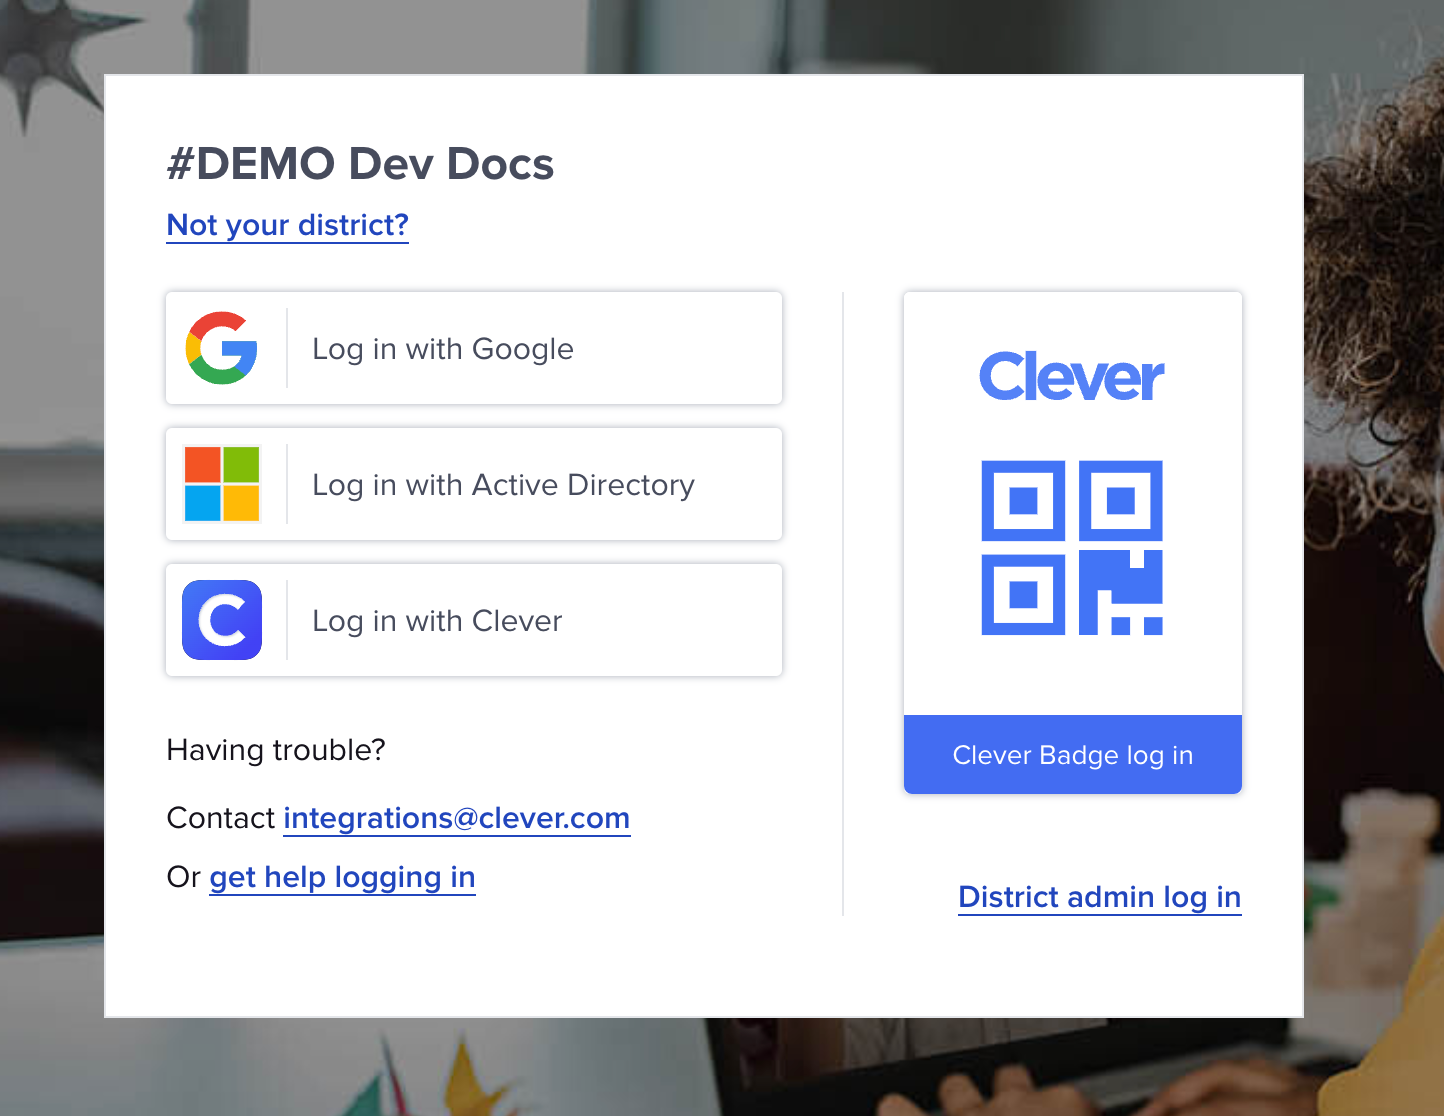 #DEMO Dev Docs
Not your district?
Log in with Google
Log in with Active Directory
Log in with Clever
Having trouble?
Contact integrations@clever.com
Or get help logging in
Clever
Clever Badge log in
District admin log in